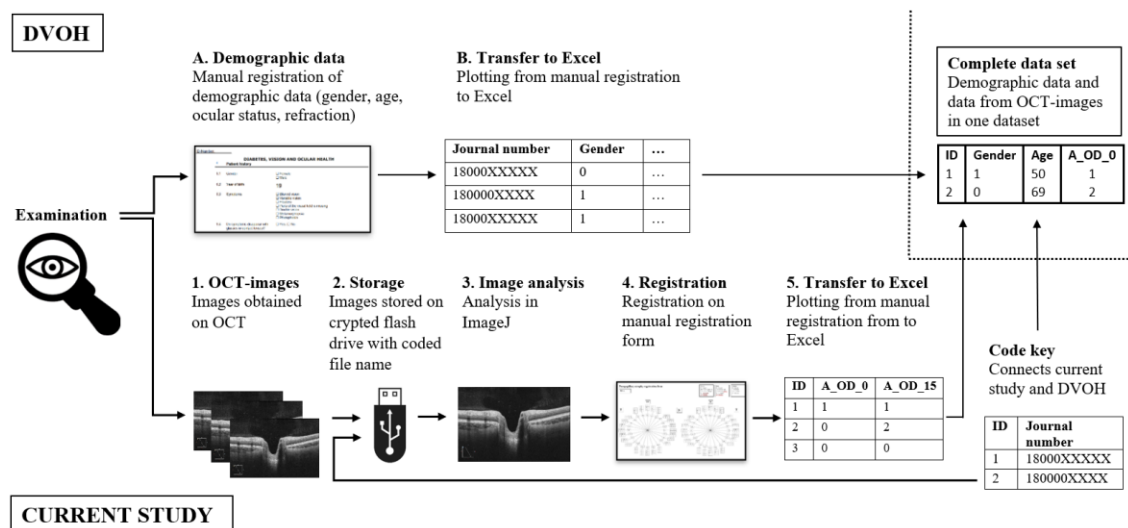 DVOH
A. Demographic data
Manual registration of
demographic data (gender, age,
ocular status, refraction)
DIABETES, VISION AND OCULAR HEALTH
B. Transfer to Excel
Plotting from manual registration
to Excel
Journal number Gender …
18000XXXXX 0 …
180000XXXX 1 …
18000XXXXX 1 …
Complete data set
Demographic data and
data from OCT-images
in one dataset
ID Gender Age A_OD_0
1 1 50 1
2 0 69 2
Examination
1. OCT-images
Images obtained
on OCT
2. Storage
Images stored on
crypted flash
drive with coded
file name
3. Image analysis
Analysis in
ImageJ
4. Registration
Registration on
manual registration
form
5. Transfer to Excel
Plotting from manual
registration from to
Excel
ID A_OD_0 A_OD_15
1 1 1
2 0 2
3 0 0
Code key
Connects current
study and DVOH
ID Journal
number
1 18000XXXXX
2 180000XXXX
CURRENT STUDY